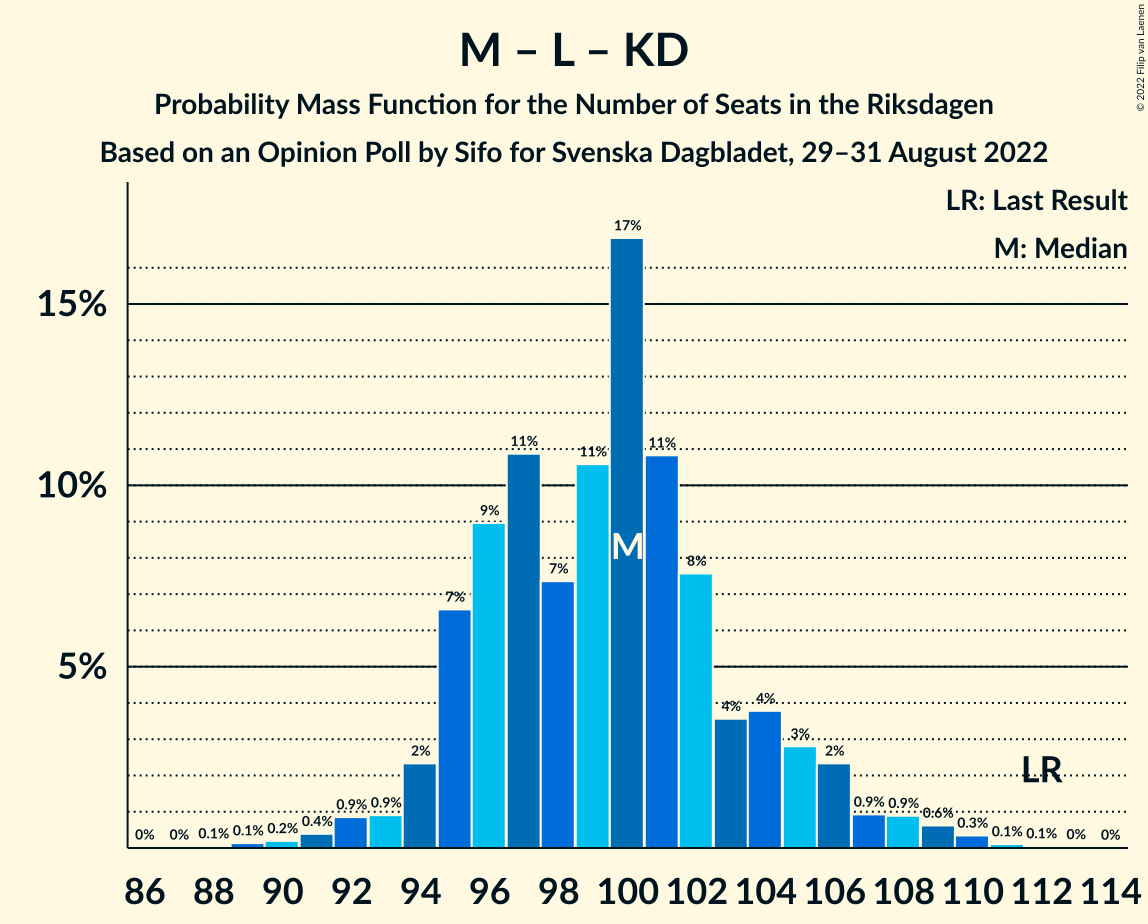 M – L – KD
Probability Mass Function for the Number of Seats in the Riksdagen
Based on an Opinion Poll by Sifo for Svenska Dagbladet, 29–31 August 2022
© 2022 Filip van Laenen
LR: Last Result
M: Median
15%
10%
5%
0% 0% 0.1% 0.1% 0.2% 0.4% 0.9% 0.9% 2% 7% 9% 11% 7% 11% 17% 11% 8% 4% 4% 3% 2% 0.9% 0.9% 0.6% 0.3% 0.1% 0.1% 0% 0%
M
LR
86 88 90 92 94 96 98 100 102 104 106 108 110 112 114